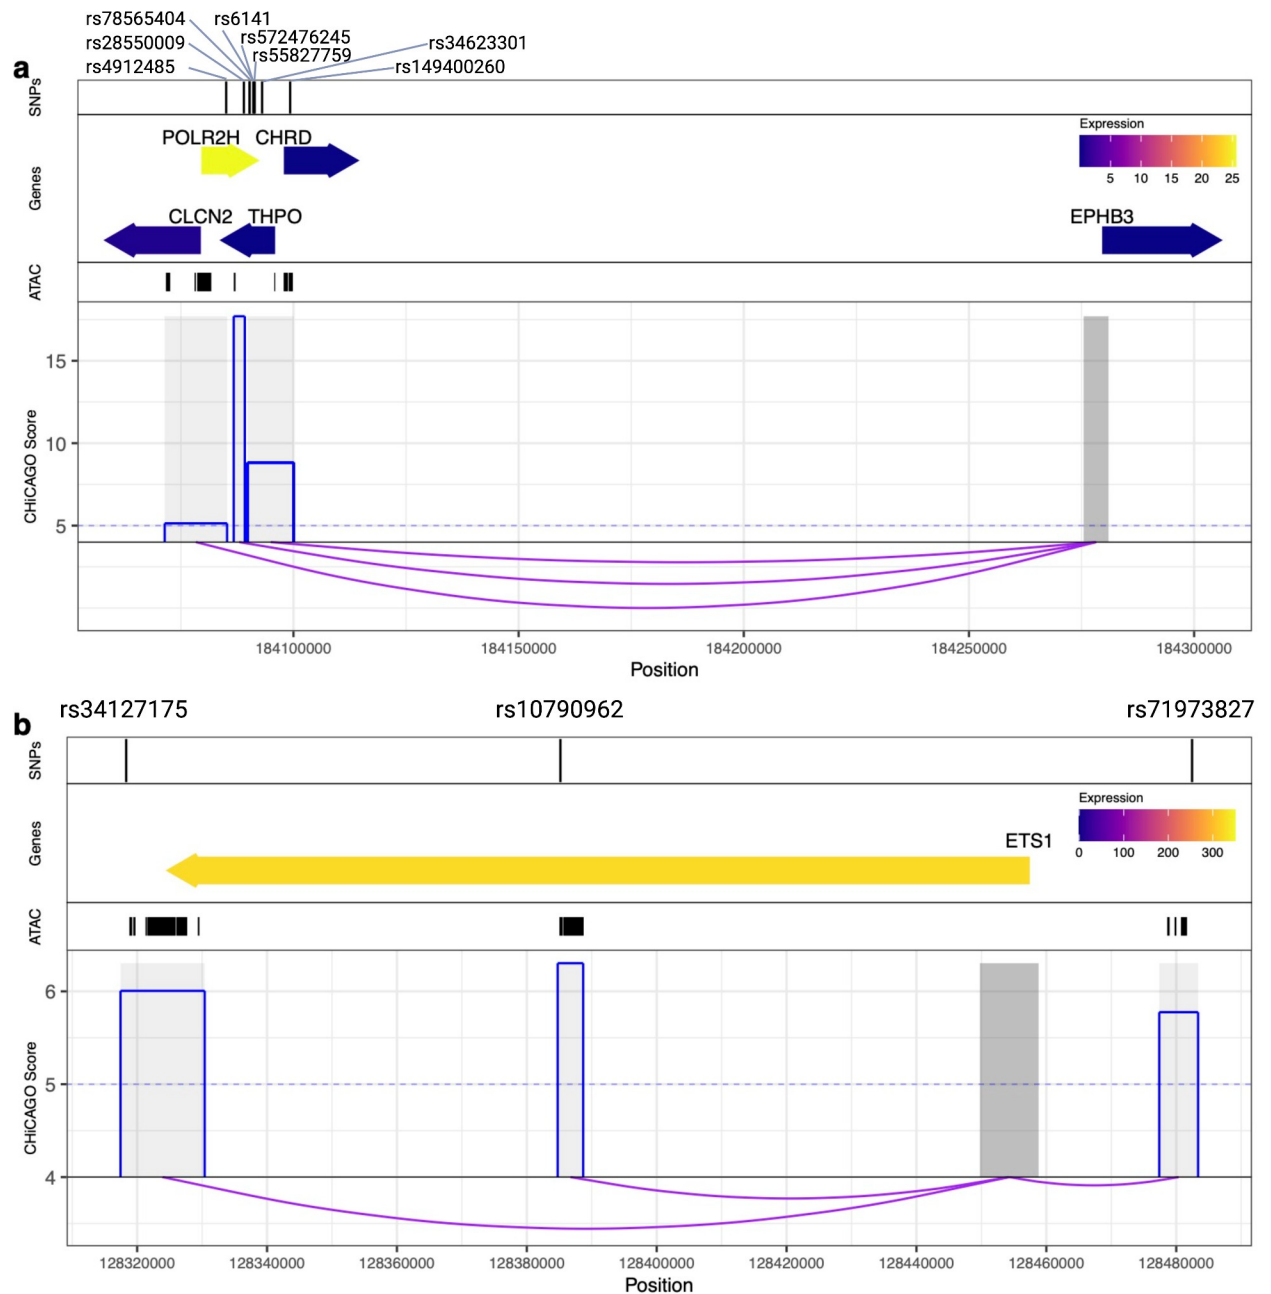 a
rs78565404 rs6141
rs28550009 rs572476245 rs34623301
rs55827759
rs4912485 rs149400260
SNPs
Genes
POLR2H CHRD
Expression
5 10 15 20 25
CLCN2 THPO EPHB3
ATAC
CHiCAGO Score
15
10
5
184100000 184150000 184200000 184250000 184300000
Position
b
rs34127175 rs10790962 rs71973827
SNPs
Genes
Expression
0 100 200 300
ETS1
ATAC
CHiCAGO Score
6
5
4
128320000 128340000 128360000 128380000 128400000 128420000 128440000 128460000 128480000
Position